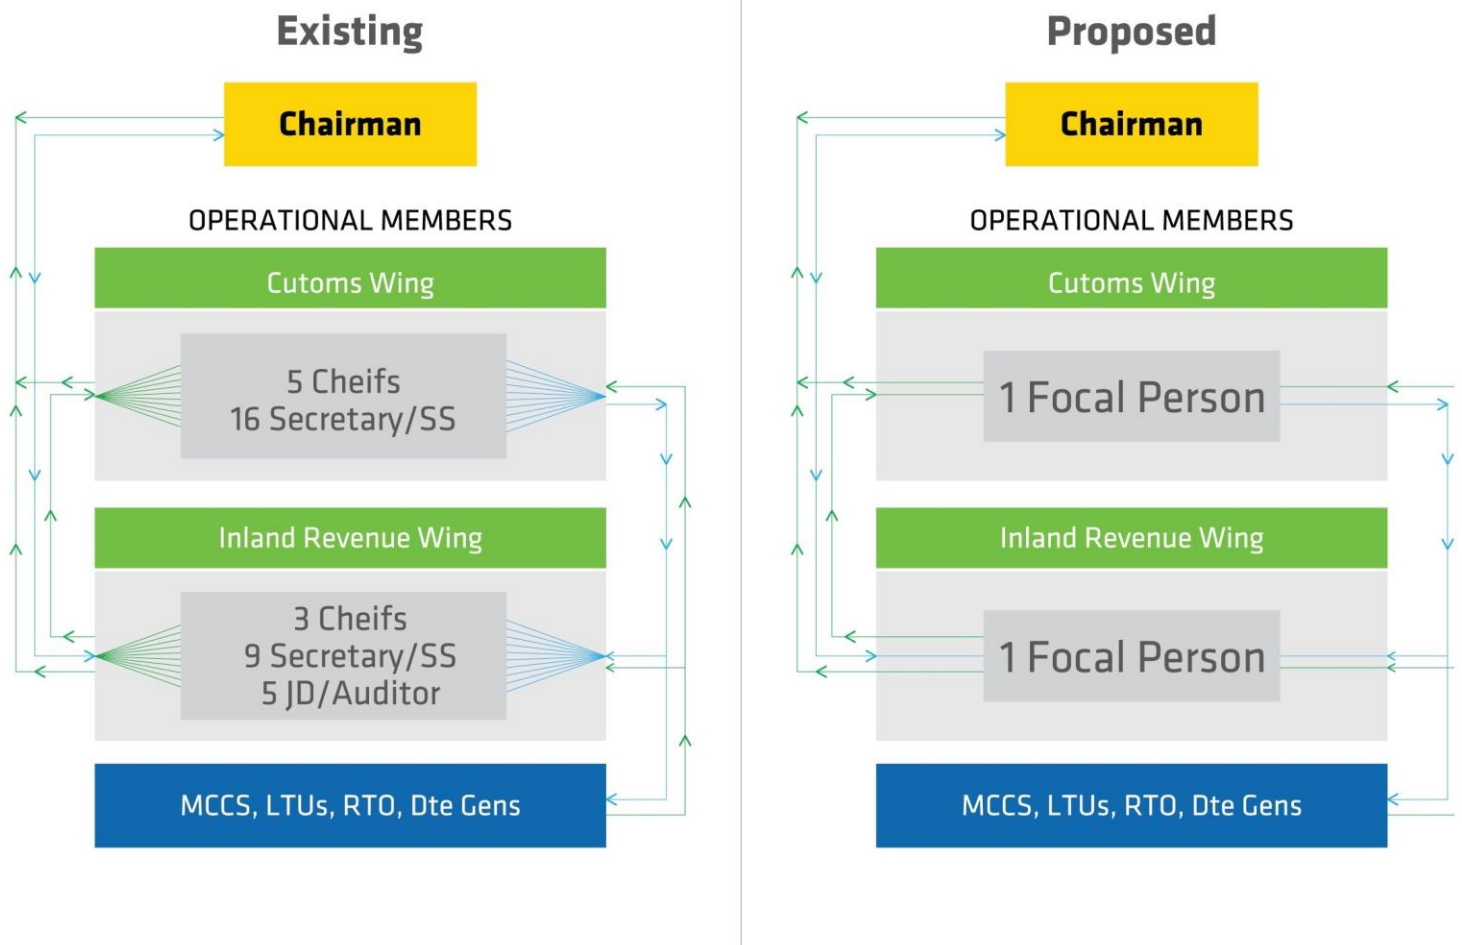 Existing
Chairman
OPERATIONAL MEMBERS
Cutoms Wing
5 Cheifs
16 Secretary/SS
Inland Revenue Wing
3 Cheifs
9 Secretary/SS
5 JD/Auditor
MCCS, LTUs, RTO, Dte Gens
Proposed
Chairman
OPERATIONAL MEMBERS
Cutoms Wing
1 Focal Person
Inland Revenue Wing
1 Focal Person
MCCS, LTUs, RTO, Dte Gens